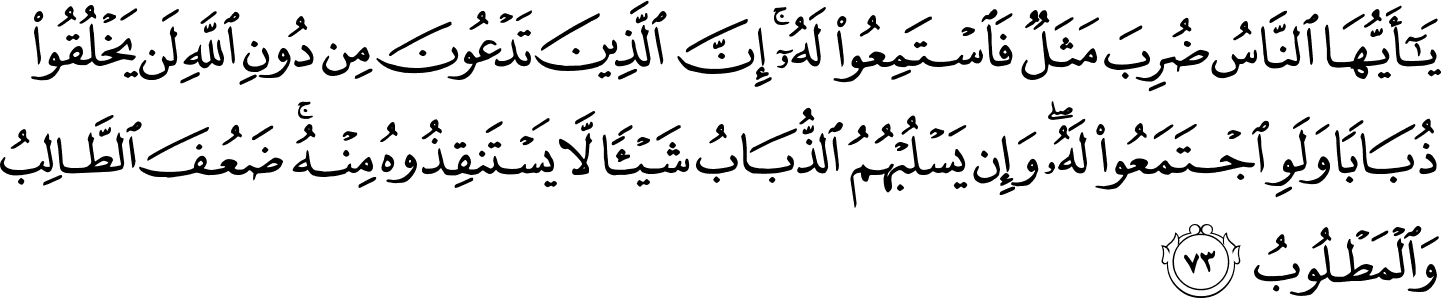 يَـٰٓأَيُّهَا ٱلنَّاسُ ضُرِبَ مَثَلٌ فَٱسْتَمِعُوا۟ لَهُۥٓ ۚ إِنَّ ٱلَّذِينَ تَدْعُونَ مِن دُونِ ٱللَّهِ لَن يَخْلُقُوا۟
ذُبَابًا وَلَوِ ٱجْتَمَعُوا۟ لَهُۥ ۖ وَإِن يَسْلُبْهُمُ ٱلذُّبَابُ شَيْـًٔا لَّا يَسْتَنقِذُوهُ مِنْهُ ۚ ضَعُفَ ٱلطَّالِبُ
وَٱلْمَطْلُوبُ ٧٣